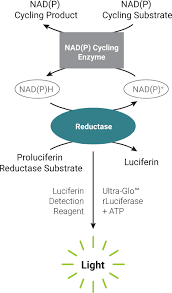 NAD(P)
Cycling Product
NAD(P)
Cycling Substrate
NAD(P) Cycling
Enzyme
NAD(P)H
NAD(P)+
Reductase
Proluciferin
Reductase Substrate
Luciferin
Luciferin
Detection
Reagent
Ultra-Glo™
rLuciferase
+ ATP
Light